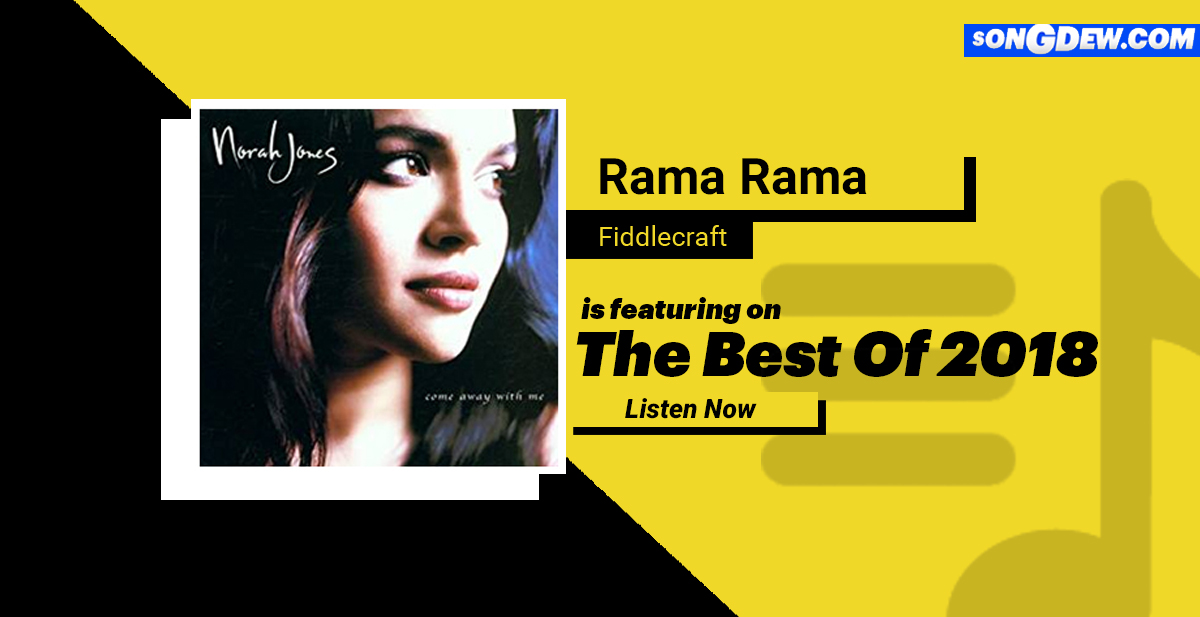 SONGDEW.COM
Norah Jones
come away with me
Rama Rama
Fiddlecraft
is featuring on
The Best Of 2018
Listen Now